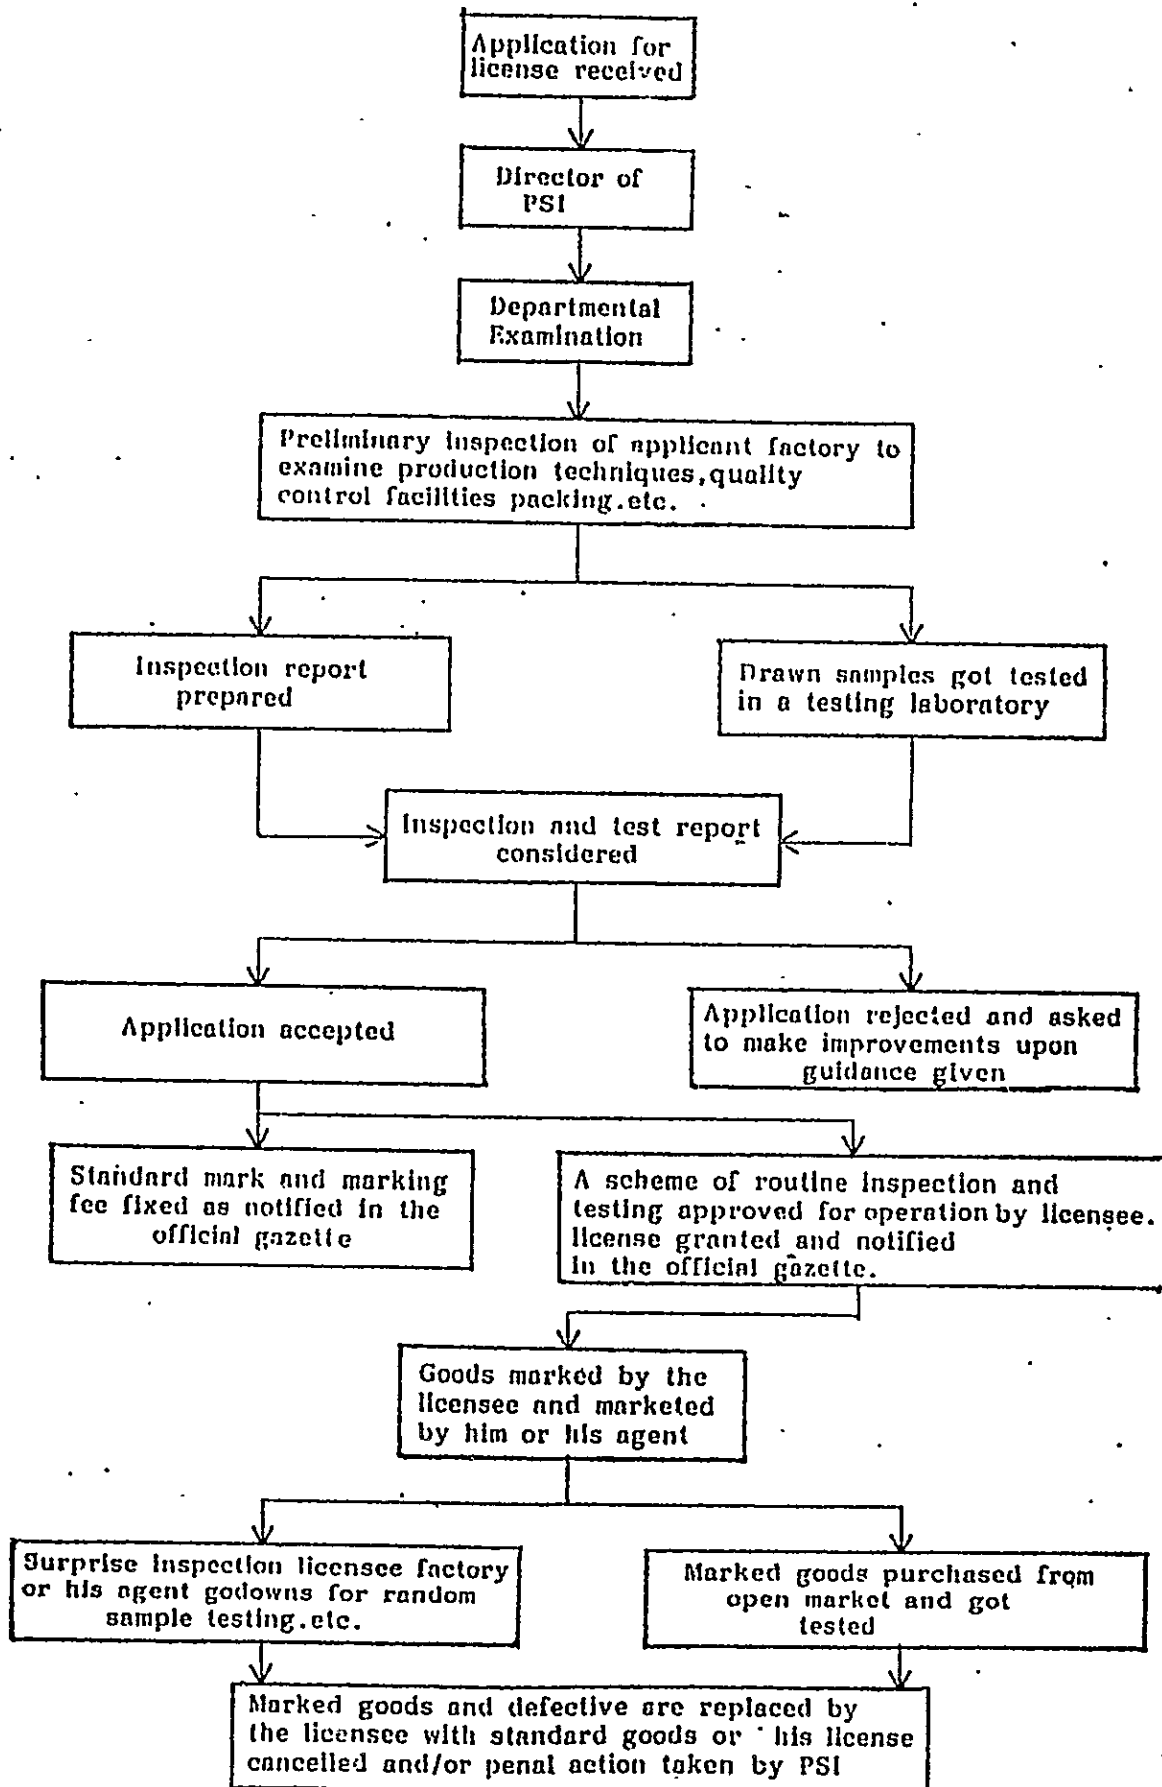 Application for
license received
Director of
PSI
Departmental
Examination
Preliminary inspection of applicant factory to
examine production techniques,quality
control facilities packing.etc.
Inspection report
prepared
Drawn samples got tested
in a testing laboratory
Inspection and test report
considered
Application accepted
Application rejected and asked
to make improvements upon
guidance given
Standard mark and marking
fee fixed as notified in the
official gazette
A scheme of routine inspection and
testing approved for operation by licensee.
license granted and notified
in the official gazette.
Goods marked by the
licensee and marketed
by him or his agent
Surprise inspection licensee factory
or his agent godowns for random
sample testing.etc.
Marked goods purchased from
open market and got
tested
Marked goods and defective are replaced by
the licensee with standard goods or his license
cancelled and/or penal action taken by PSI